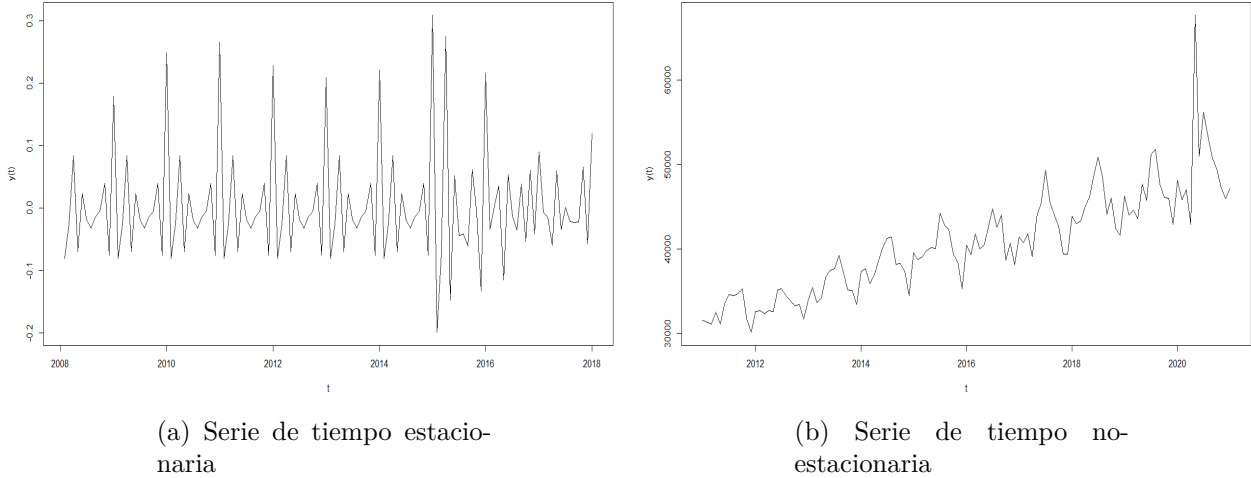 0.3
0.2
0.1
0.0
-0.1
-0.2
y(t)
2008 2010 2012 2014 2016 2018
t
60000
50000
40000
30000
y(t)
2012 2014 2016 2018 2020
t
(a) Serie de tiempo estacio-
naria
(b) Serie de tiempo no-
estacionaria